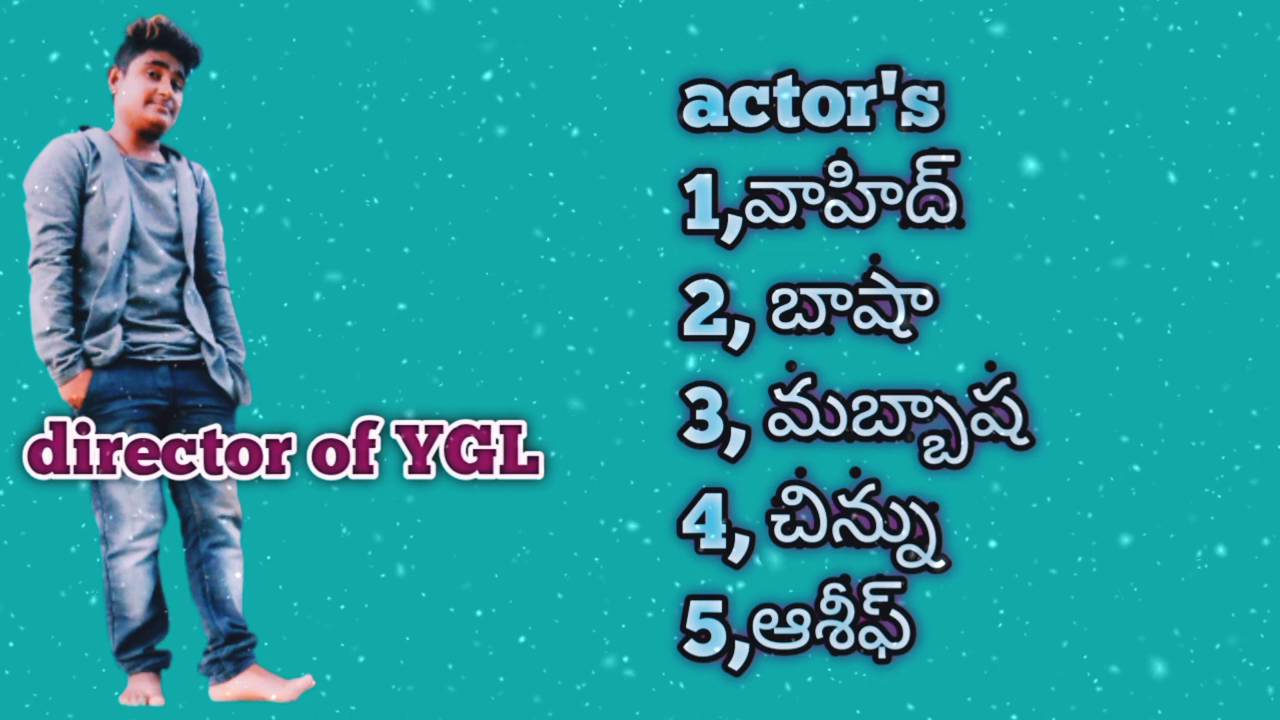 director of YGL
actor's
1,వాహిద్
2, బాషా
3, మబ్బాష
4, చిన్ను
5,ఆశీఫ్